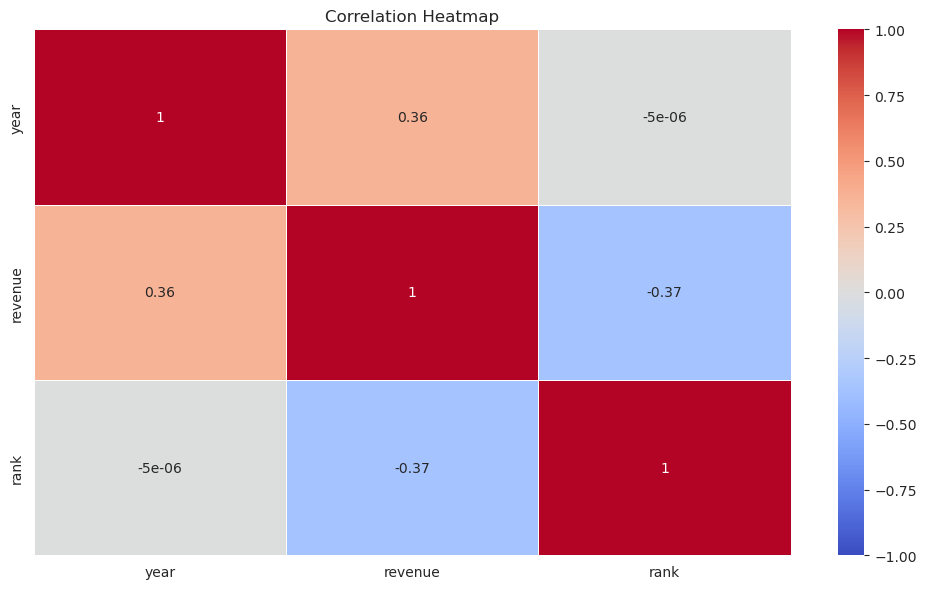 Correlation Heatmap
year
1
0.36
-5e-06
revenue
0.36
1
-0.37
rank
-5e-06
-0.37
1
year
revenue
rank
1.00
0.75
0.50
0.25
0.00
−0.25
−0.50
−0.75
−1.00